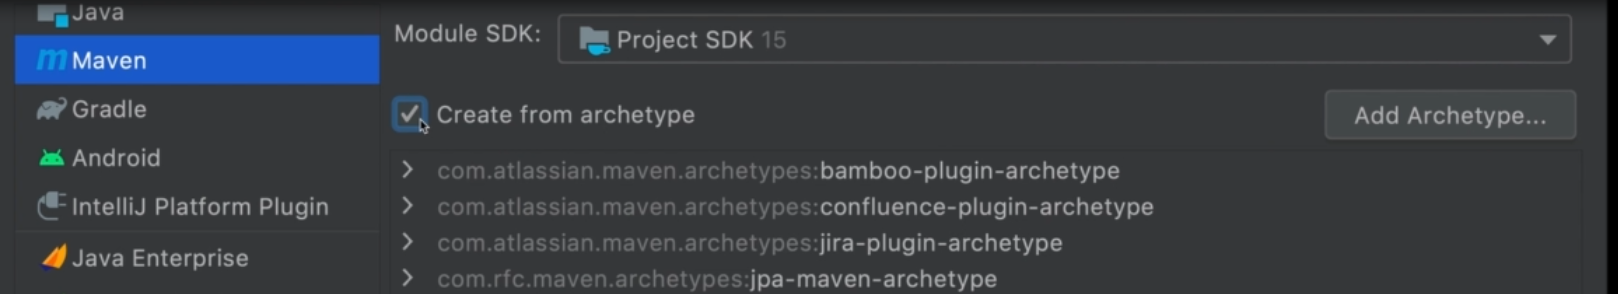 Java
Maven
Gradle
Android
IntelliJ Platform Plugin
Java Enterprise
Module SDK: Project SDK 15
Create from archetype
Add Archetype...
com.atlassian.maven.archetypes:bamboo-plugin-archetype
com.atlassian.maven.archetypes:confluence-plugin-archetype
com.atlassian.maven.archetypes:jira-plugin-archetype
com.rfc.maven.archetypes:jpa-maven-archetype